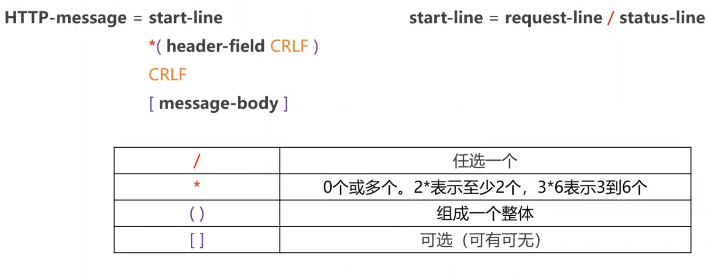 HTTP-message = start-line start-line = request-line / status-line
*( header-field CRLF )
CRLF
[ message-body ]
/ 任选一个
* 0个或多个。2*表示至少2个，3*6表示3到6个
( ) 组成一个整体
[ ] 可选（可有可无）